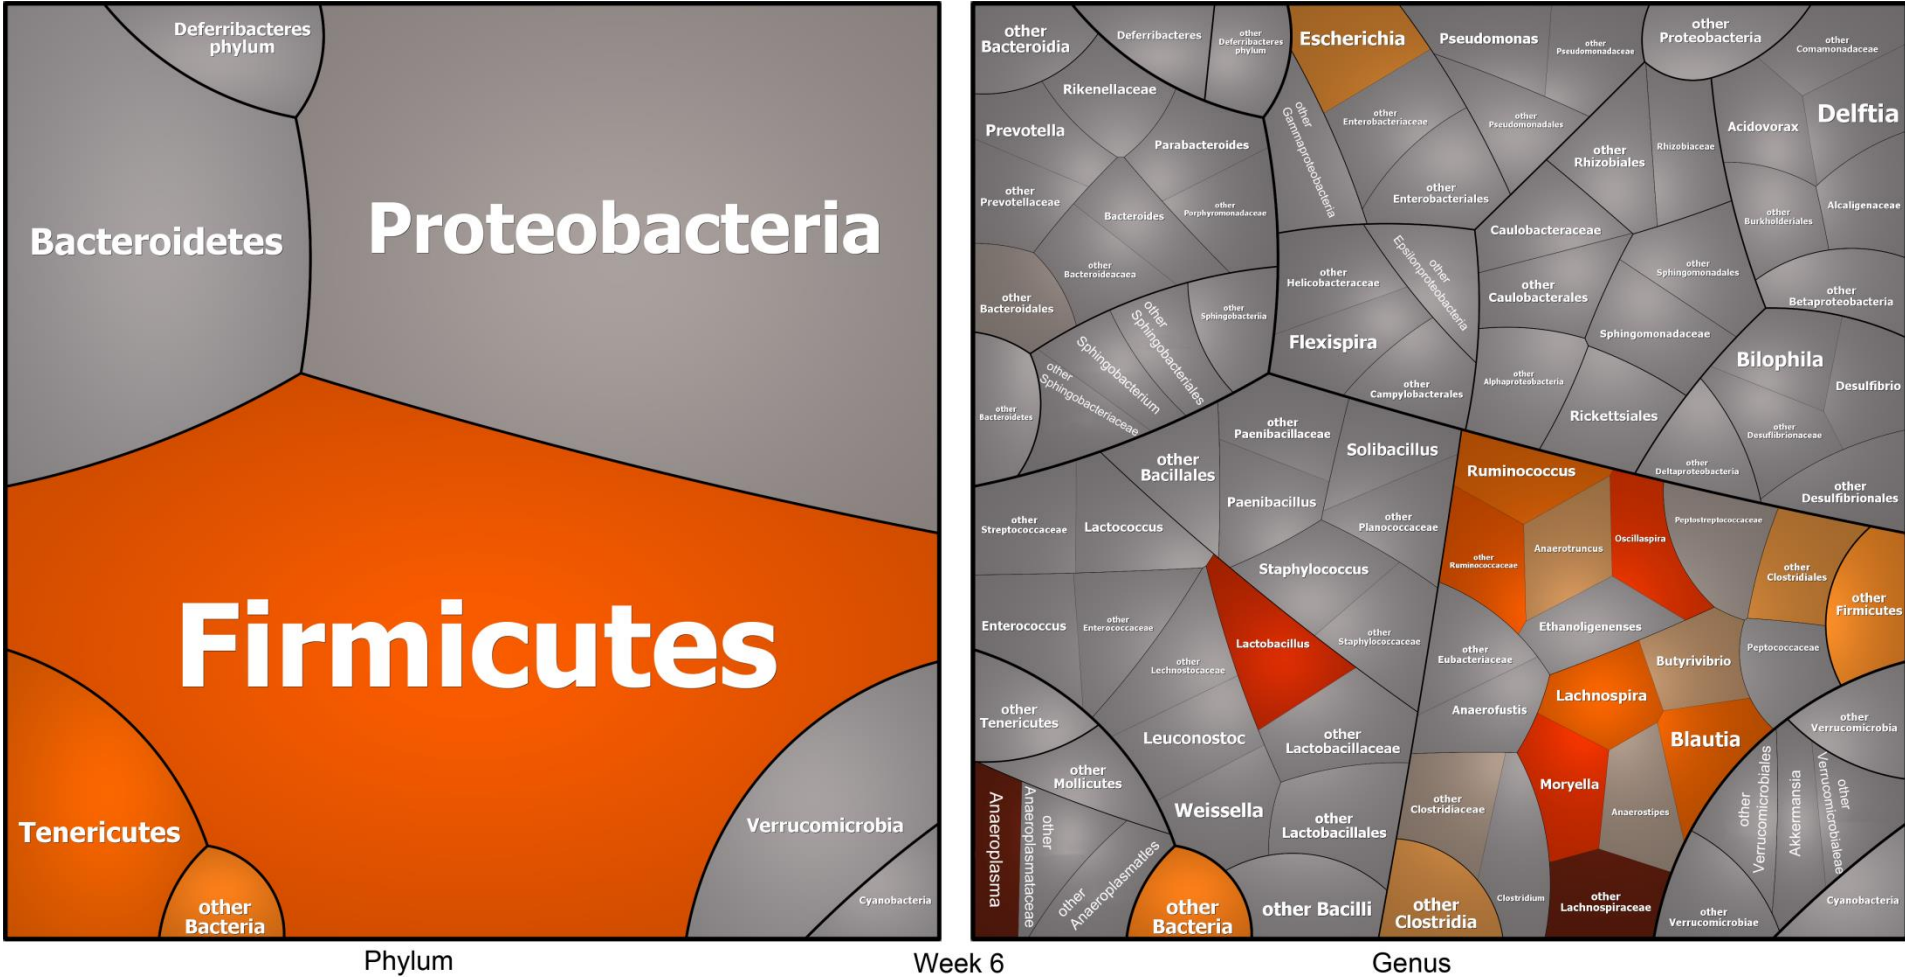 Deferribacteres
phylum
Bacteroidetes
Proteobacteria
Firmicutes
Tenericutes
other
Bacteria
Verrucomicrobia
Cyanobacteria
Phylum
Week 6
other
Bacteroidia
Deferribacteres
other
Deferribacteres
phylum
Escherichia
Pseudomonas
other
Pseudomonadaceae
other
Proteobacteria
other
Comamonadaceae
Rikenellaceae
Prevotella
Parabacteroides
other
Gammaproteobacteria
other
Enterobacteriaceae
other
Pseudomonadales
Acidovorax
Delftia
other
Rhizobiales
Rhizobiaceae
other
Prevotellaceae
Bacteroides
other
Porphyromonadaceae
other
Enterobacteriales
other
Burkholderiales
Alcaligenaceae
Caulobacteraceae
other
Bacteroideacaea
other
Helicobacteraceae
other
Epsilonproteobacteria
other
Sphingomonadales
other
Caulobacterales
other
Betaproteobacteria
other
Bacteroidales
other
Sphingobacteriia
other
Sphingobacteriales
Sphingobacterium
other
Sphingobacteriaceae
Flexispira
Sphingomonadaceae
Bilophila
other
Alphaproteobacteria
Desulfibrio
other
Campylobacterales
Rickettsiales
other
Bacteroidetes
other
Desuflibrionaceae
other
Deltaproteobacteria
other
Desulfibrionales
other
Paenibacillaceae
Solibacillus
other
Bacillales
Ruminococcus
Paenibacillus
other
Streptococcaceae
Lactococcus
other
Planococcaceae
Peptostreptococcaceae
Oscillaspira
Anaerotruncus
other
Ruminococcaceae
Staphylococcus
other
Clostridiales
other
Firmicutes
Enterococcus
other
Enterococcaceae
Lactobacillus
other
Staphylococcaceae
Ethanoligenenses
other
Eubacteriaceae
Butyrivibrio
Peptococcaceae
other
Lechnostocaceae
Lachnospira
Anaerofustis
other
Tenericutes
Leuconostoc
other
Lactobacillaceae
Blautia
other
Verrucomicrobia
other
Mollicutes
Moryella
other
Clostridiaceae
Anaerostipes
Weissella
other
Lactobacillales
Anaeroplasma
other
Anaeroplasmataceae
other
Anaeroplasmatles
other
Verrucomicrobiales
Akermansia
other
Verrucomicrobialeae
other
Bacteria
other Bacilli
other
Clostridia
Clostridium
other
Lachnospiraceae
other
Verrucomicrobiae
Cyanobacteria
Genus